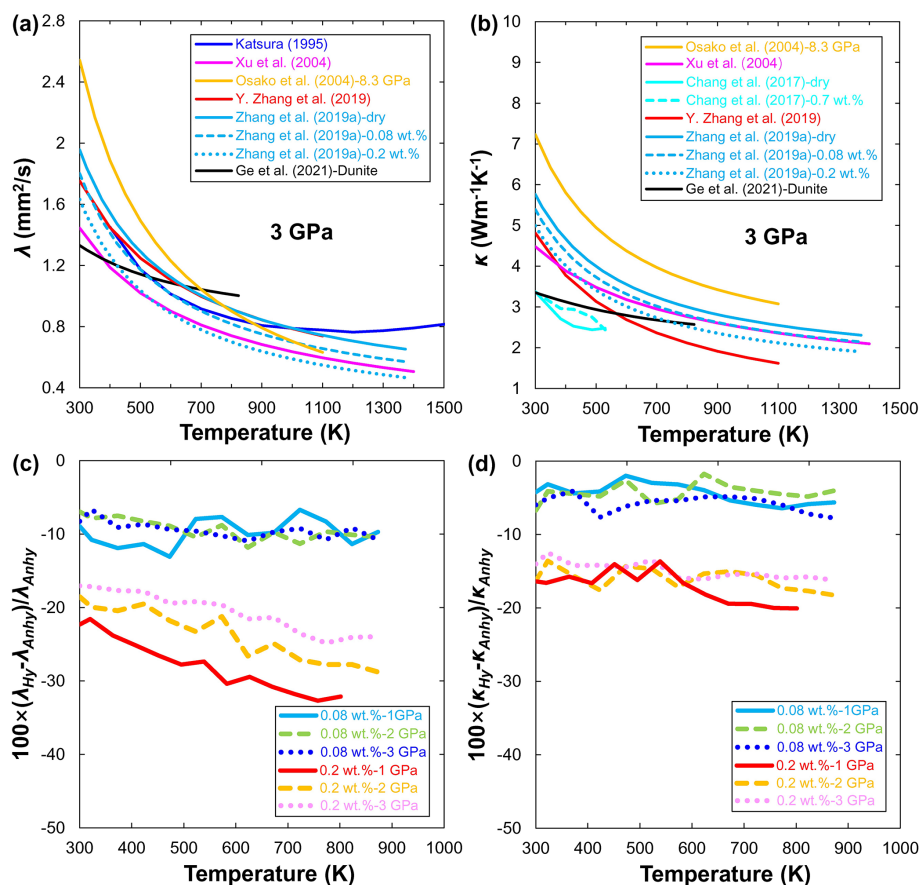 (a)
2.8
2.4
2
1.6
1.2
0.8
0.4
λ (mm²/s)
Katsura (1995)
Xu et al. (2004)
Osako et al. (2004)-8.3 GPa
Y. Zhang et al. (2019)
Zhang et al. (2019a)-dry
Zhang et al. (2019a)-0.08 wt.%
Zhang et al. (2019a)-0.2 wt.%
Ge et al. (2021)-Dunite
3 GPa
300 500 700 900 1100 1300 1500
Temperature (K)
(b)
10
9
8
7
6
5
4
3
2
1
κ (Wm⁻¹K⁻¹)
Osako et al. (2004)-8.3 GPa
Xu et al. (2004)
Chang et al. (2017)-dry
Chang et al. (2017)-0.7 wt.%
Y. Zhang et al. (2019)
Zhang et al. (2019a)-dry
Zhang et al. (2019a)-0.08 wt.%
Zhang et al. (2019a)-0.2 wt.%
Ge et al. (2021)-Dunite
3 GPa
300 500 700 900 1100 1300 1500
Temperature (K)
(c)
0
-10
-20
-30
-40
-50
100×(λHy-λAnhy)/λAnhy
0.08 wt.%-1GPa
0.08 wt.%-2 GPa
0.08 wt.%-3 GPa
0.2 wt.%-1 GPa
0.2 wt.%-2 GPa
0.2 wt.%-3 GPa
300 400 500 600 700 800 900 1000
Temperature (K)
(d)
0
-10
-20
-30
-40
-50
100×(κHy-κAnhy)/κAnhy
0.08 wt.%-1GPa
0.08 wt.%-2 GPa
0.08 wt.%-3 GPa
0.2 wt.%-1 GPa
0.2 wt.%-2 GPa
0.2 wt.%-3 GPa
300 400 500 600 700 800 900 1000
Temperature (K)